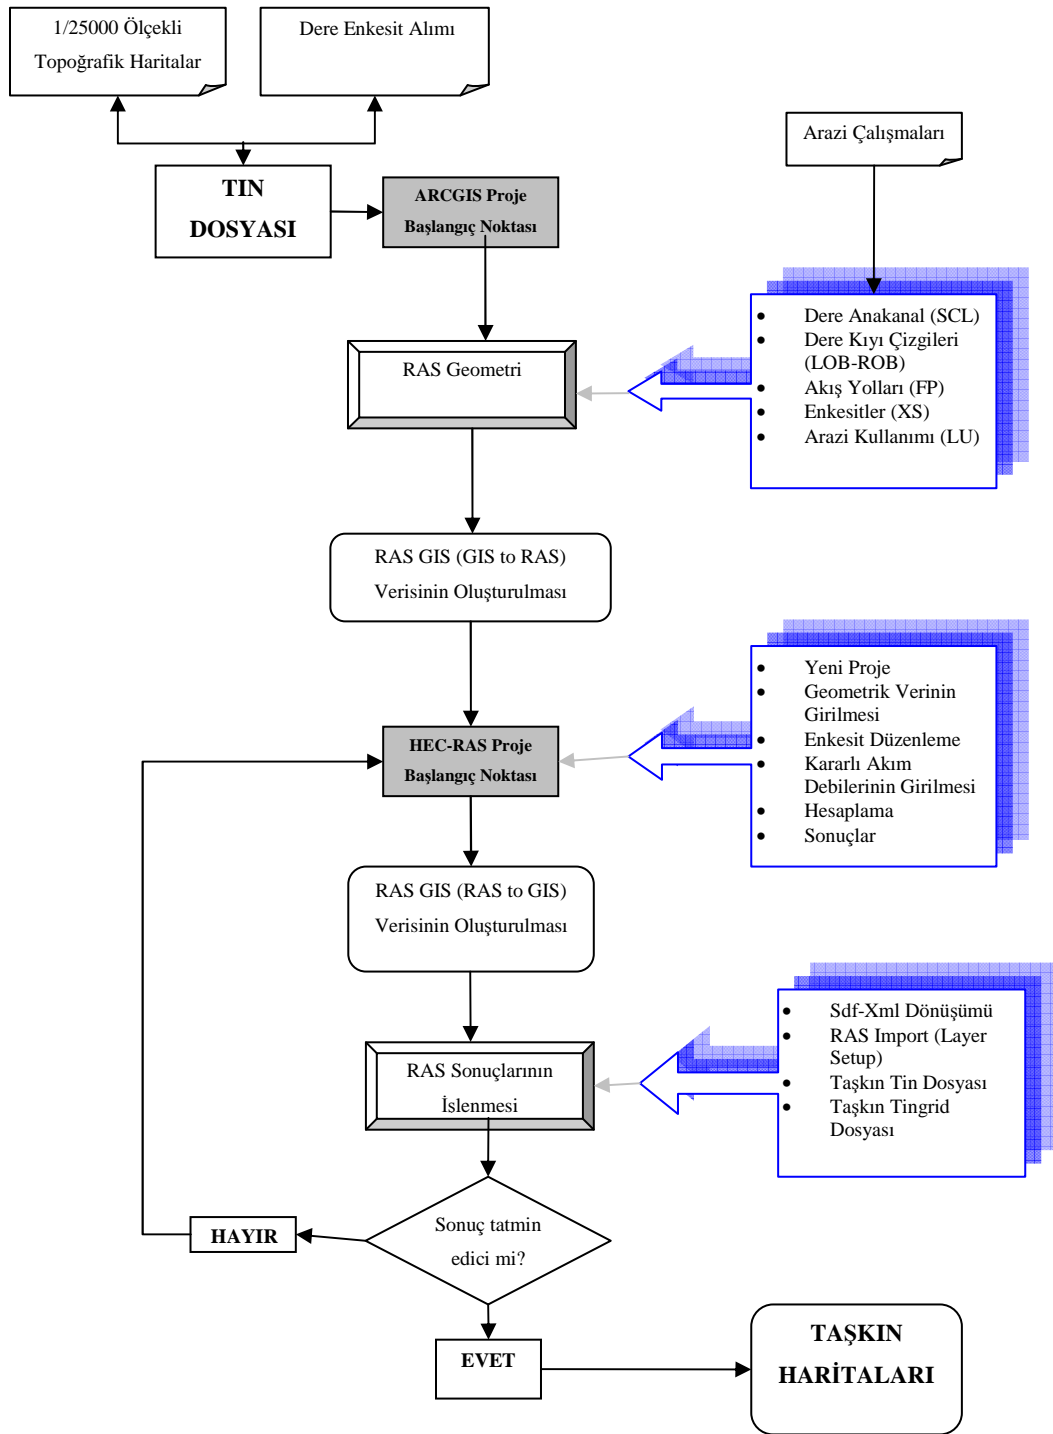 1/25000 Ölçekli
Topoğrafik Haritalar
Dere Enkesit Alımı
Arazi Çalışmaları
TIN
DOSYASI
ARCGIS Proje
Başlangıç Noktası
• Dere Anakanal (SCL)
• Dere Kıyı Çizgileri
(LOB-ROB)
• Akış Yolları (FP)
• Enkesitler (XS)
• Arazi Kullanımı (LU)
RAS Geometri
RAS GIS (GIS to RAS)
Verisinin Oluşturulması
• Yeni Proje
• Geometrik Verinin
Girilmesi
• Enkesit Düzenleme
• Kararlı Akım
Debilerinin Girilmesi
• Hesaplama
• Sonuçlar
HEC-RAS Proje
Başlangıç Noktası
RAS GIS (RAS to GIS)
Verisinin Oluşturulması
• Sdf-Xml Dönüşümü
• RAS Import (Layer
Setup)
• Taşkın Tin Dosyası
• Taşkın Tingrid
Dosyası
RAS Sonuçlarının
İslenmesi
Sonuç tatmin
edici mi?
HAYIR
EVET
TAŞKIN
HARİTALARI